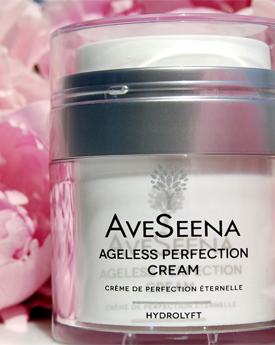 AVESEENA
AGELESS PERFECTION
CREAM
CRÈME DE PERFECTION ÉTERNELLE
HYDROLYFT